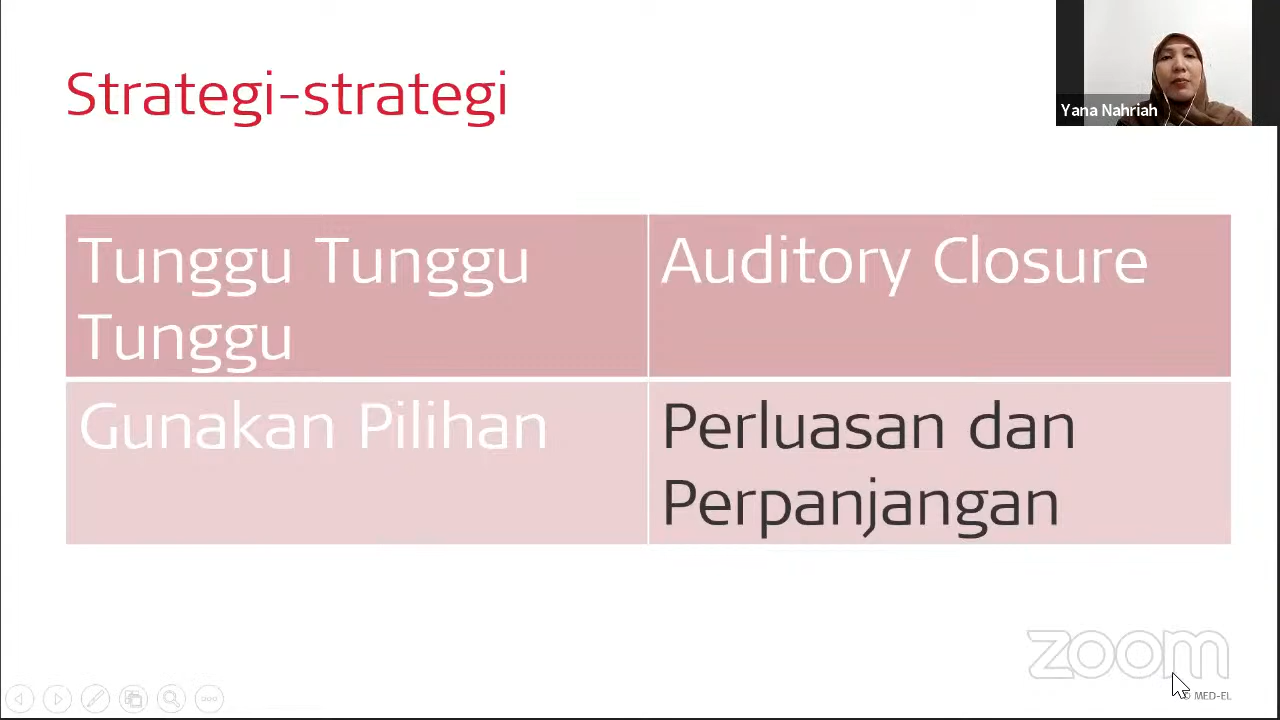 Strategi-strategi
Yana Nahriah
Tunggu Tunggu
Tunggu
Auditory Closure
Gunakan Pilihan
Perluasan dan
Perpanjangan
zoom
© MED-EL